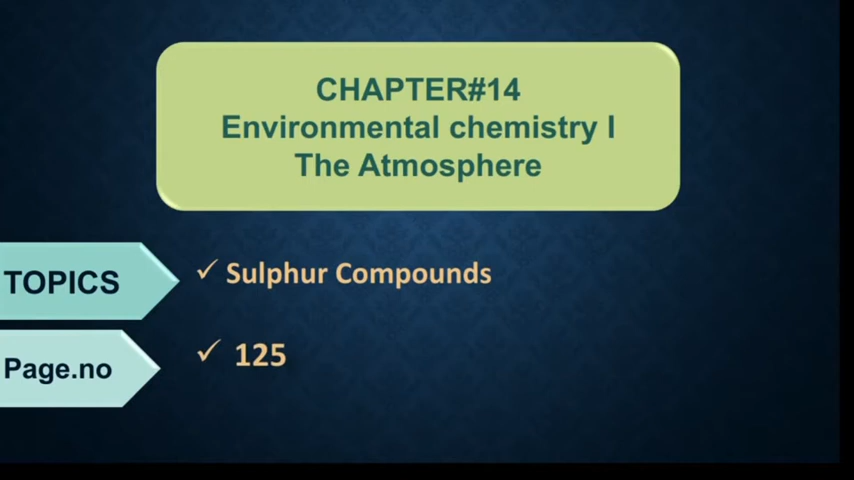 CHAPTER#14
Environmental chemistry I
The Atmosphere
TOPICS
✓ Sulphur Compounds
Page.no
✓ 125